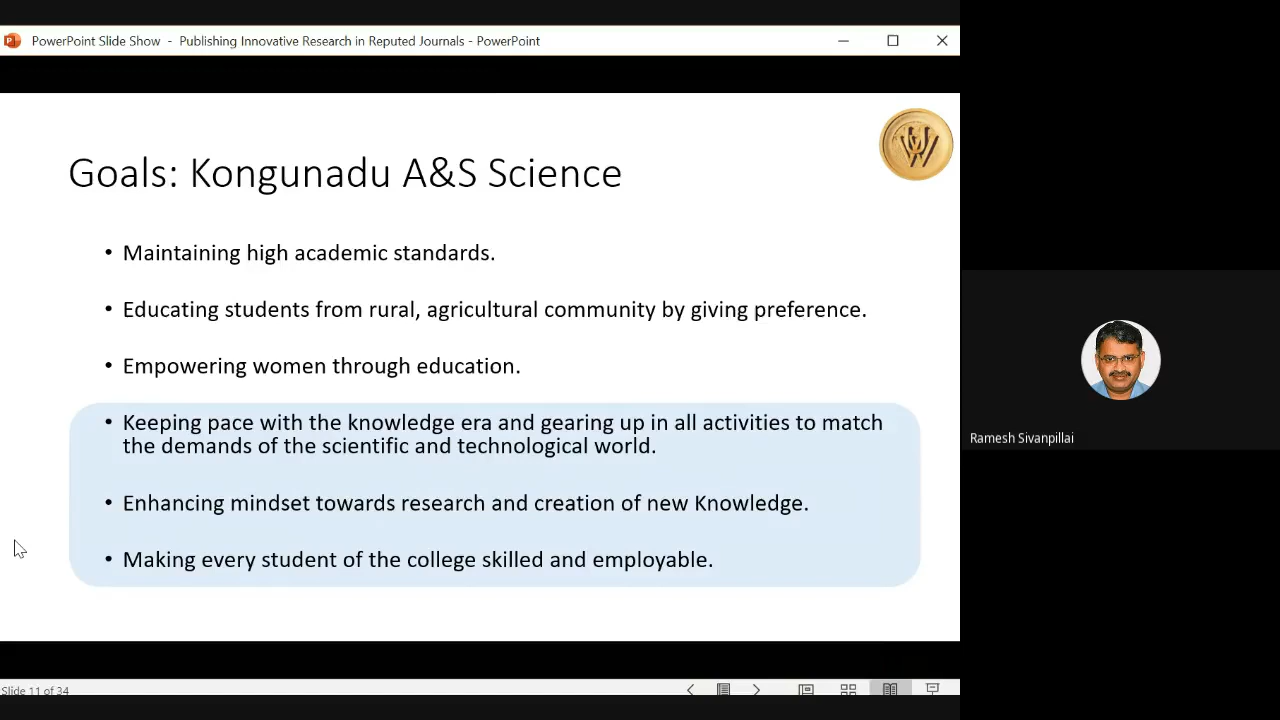 PowerPoint Slide Show - Publishing Innovative Research in Reputed Journals - PowerPoint
Goals: Kongunadu A&S Science
• Maintaining high academic standards.
• Educating students from rural, agricultural community by giving preference.
• Empowering women through education.
• Keeping pace with the knowledge era and gearing up in all activities to match
the demands of the scientific and technological world.
• Enhancing mindset towards research and creation of new Knowledge.
• Making every student of the college skilled and employable.
Ramesh Sivanpillai
Slide 11 of 34